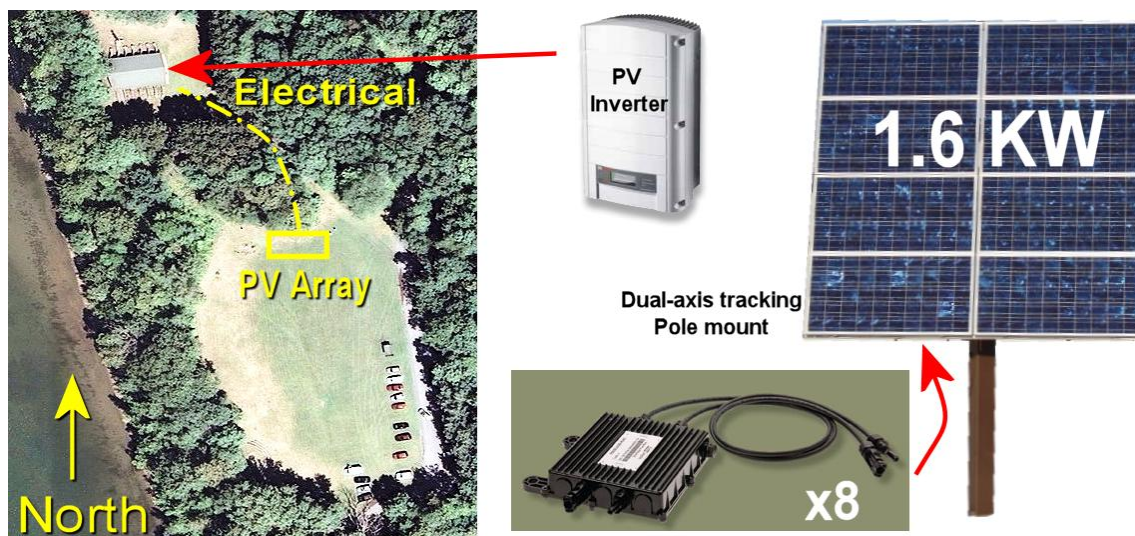 Electrical
PV Array
North
PV
Inverter
1.6 KW
Dual-axis tracking
Pole mount
x8